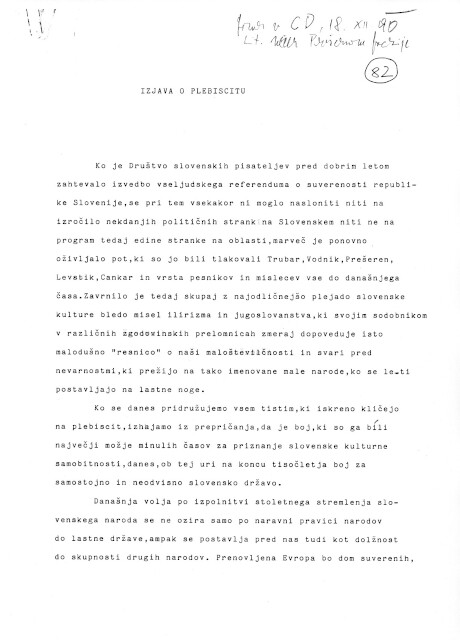 v CD, 18. XII 90
82
IZJAVA O PLEBISCITU
Ko je Društvo slovenskih pisateljev pred dobrim letom
zahtevalo izvedbo vseljudskega referenduma o suverenosti republi-
ke Slovenije,se pri tem vsekakor ni moglo nasloniti niti na
izročilo nekdanjih političnih strank na Slovenskem niti ne na
program tedaj edine stranke na oblasti,marveč je ponovno
oživljalo pot,ki so jo bili tlakovali Trubar,Vodnik,Prešeren,
Levstik,Cankar in vrsta pesnikov in mislecev vse do današnjega
časa.Zavrnilo je tedaj skupaj z najodličnejšo plejado slovenske
kulture bledo misel ilirizma in jugoslovanstva,ki svojim sodobnikom
v različnih zgodovinskih prelomnicah zmeraj dopoveduje isto
malodušno "resnico" o naši maloštevilčnosti in svari pred
nevarnostmi,ki prežijo na tako imenovane male narode,ko se le-ti
postavljajo na lastne noge.
Ko se danes pridružujemo vsem tistim,ki iskreno kličejo
na plebiscit,izhajamo iz prepričanja,da je boj,ki so ga bili
največji možje minulih časov za priznanje slovenske kulturne
samobitnosti,danes,ob tej uri na koncu tisočletja boj za
samostojno in neodvisno slovensko državo.
Današnja volja po izpolnitvi stoletnega stremlenja slo-
venskega naroda se ne ozira samo po naravni pravici narodov
do lastne države,ampak se postavlja pred nas tudi kot dolžnost
do skupnosti drugih narodov. Prenovljena Evropa bo dom suverenih,